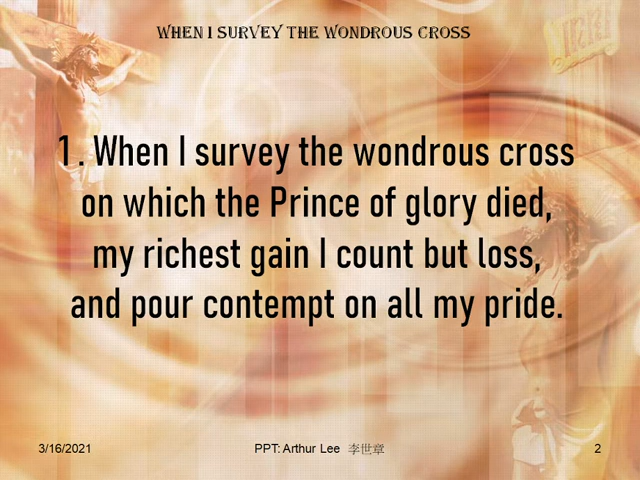 WHEN I SURVEY THE WONDROUS CROSS
INRI
1. When I survey the wondrous cross
on which the Prince of glory died,
my richest gain I count but loss,
and pour contempt on all my pride.
3/16/2021 PPT: Arthur Lee 李世章 2